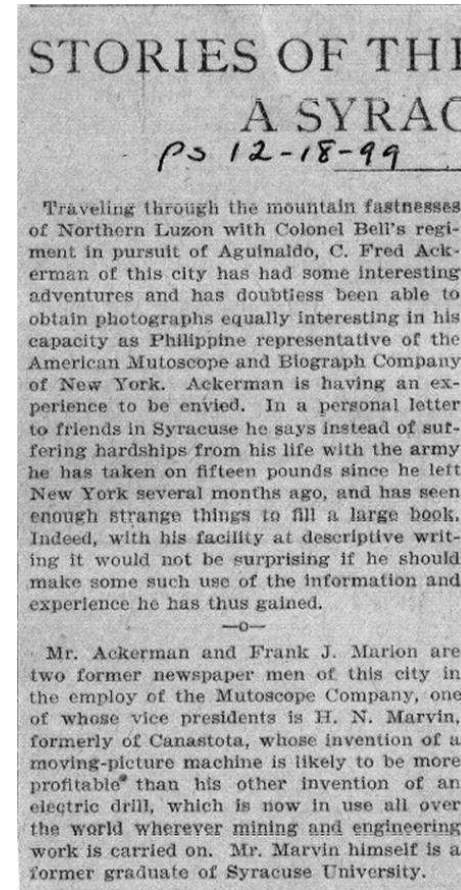 STORIES OF THE
A SYRAC
PS 12-18-99
Traveling through the mountain fastnesses
of Northern Luzon with Colonel Bell's regi-
ment in pursuit of Aguinaldo, C. Fred Ack-
erman of this city has had some interesting
adventures and has doubtless been able to
obtain photographs equally interesting in his
capacity as Philippine representative of the
American Mutoscope and Biograph Company
of New York. Ackerman is having an ex-
perience to be envied. In a personal letter
to friends in Syracuse he says instead of suf-
fering hardships from his life with the army
he has taken on fifteen pounds since he left
New York several months ago, and has seen
enough strange things to fill a large book.
Indeed, with his facility at descriptive writ-
ing it would not be surprising if he should
make some such use of the information and
experience he has thus gained.
—o—
Mr. Ackerman and Frank J. Marion are
two former newspaper men of this city in
the employ of the Mutoscope Company, one
of whose vice presidents is H. N. Marvin,
formerly of Canastota, whose invention of a
moving-picture machine is likely to be more
profitable than his other invention of an
electric drill, which is now in use all over
the world wherever mining and engineering
work is carried on. Mr. Marvin himself is a
former graduate of Syracuse University.